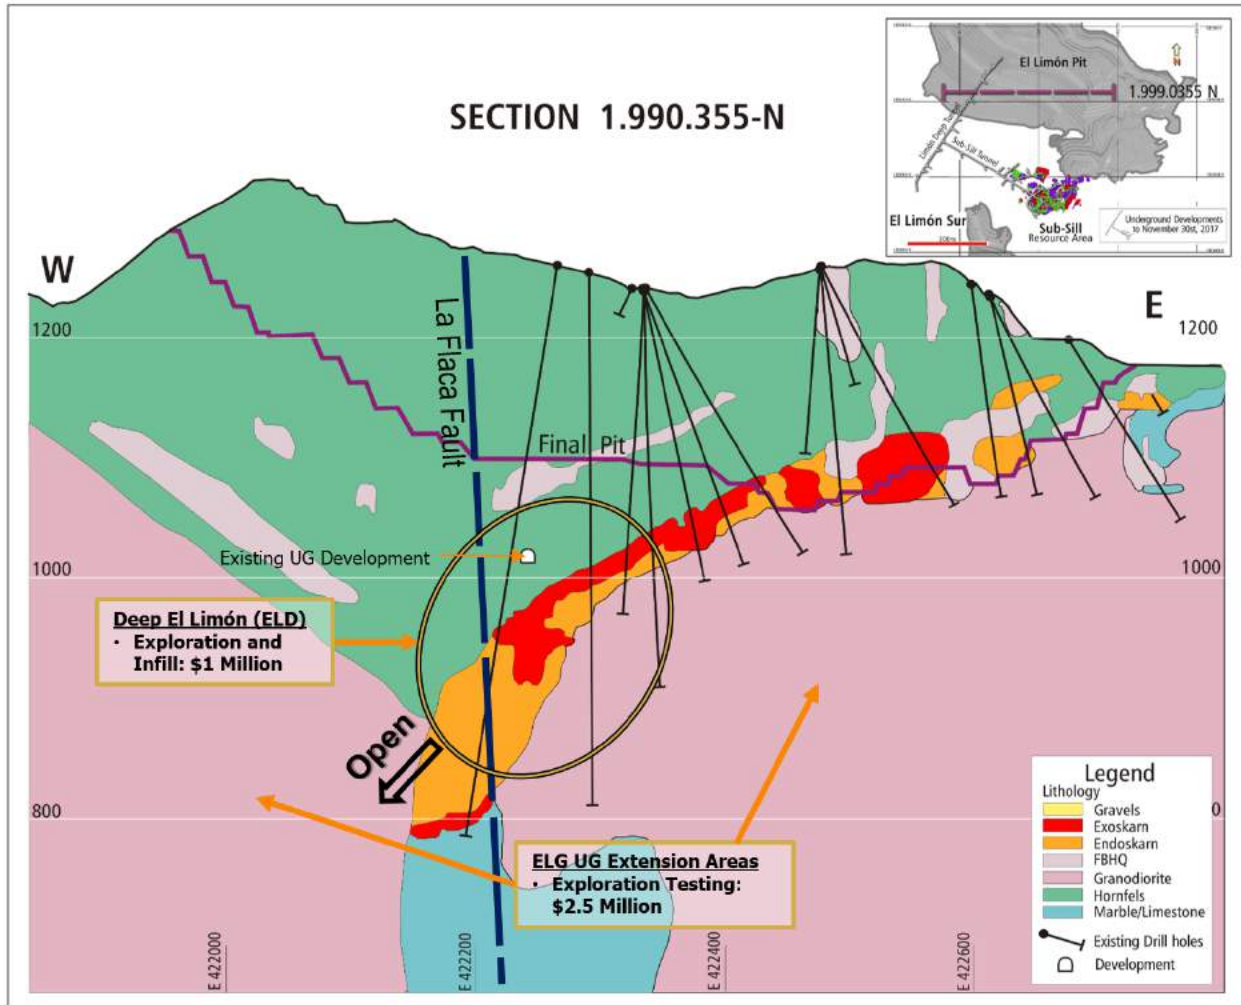 SECTION 1.990.355-N
El Limón Pit
N
1.999.0355 N
Limón Deep Tunnel
Sub-Sill Tunnel
El Limón Sur
Sub-Sill
Resource Area
Underground Developments
to November 30st, 2017
W
E
1200
1200
La Flaca Fault
Final Pit
Existing UG Development
1000
1000
Deep El Limón (ELD)
· Exploration and
Infill: $1 Million
Open
800
0
ELG UG Extension Areas
· Exploration Testing:
$2.5 Million
Legend
Lithology
Gravels
Exoskarn
Endoskarn
FBHQ
Granodiorite
Hornfels
Marble/Limestone
Existing Drill holes
Development
E 422000
E 422200
E 422400
E 422600